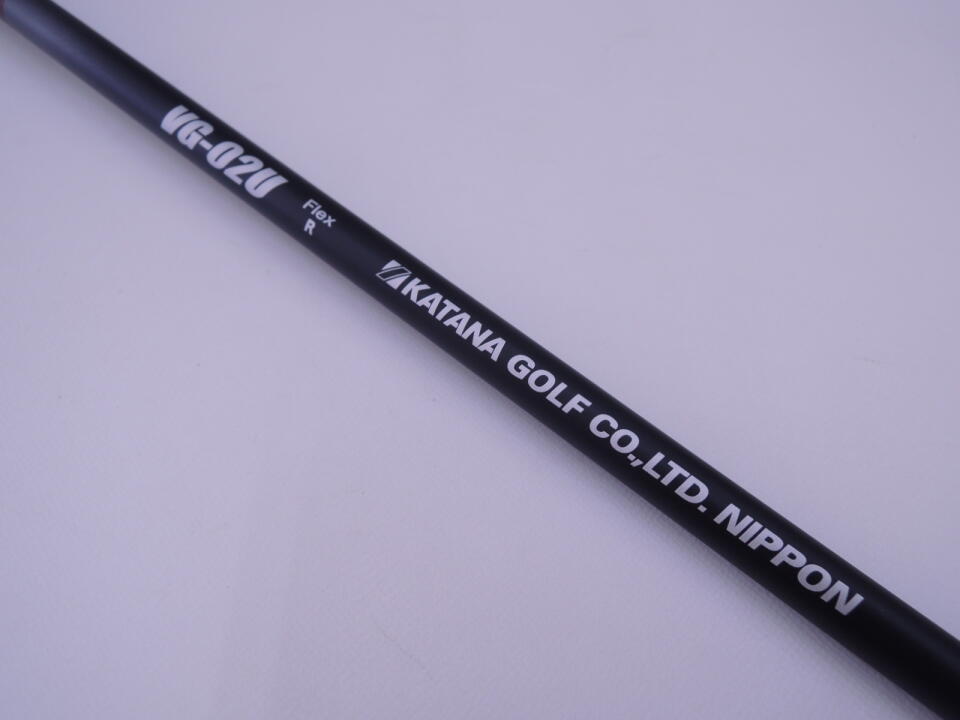 VG-02U
Flex
R
KATANA GOLF CO.,LTD. NIPPON